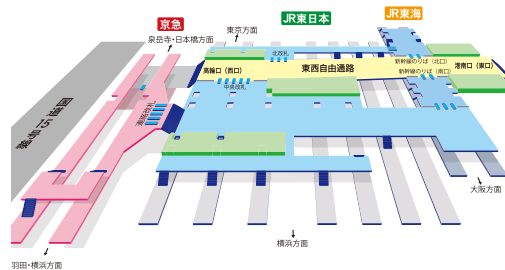 京急
JR東日本
JR東海
泉岳寺・日本橋方面
東京方面
北改札
新幹線のりば（北口）
高輪口（西口）
東西自由通路
港南口（東口）
新幹線のりば（南口）
中央改札
連絡改札
国道15号線
大阪方面
横浜方面
羽田・横浜方面